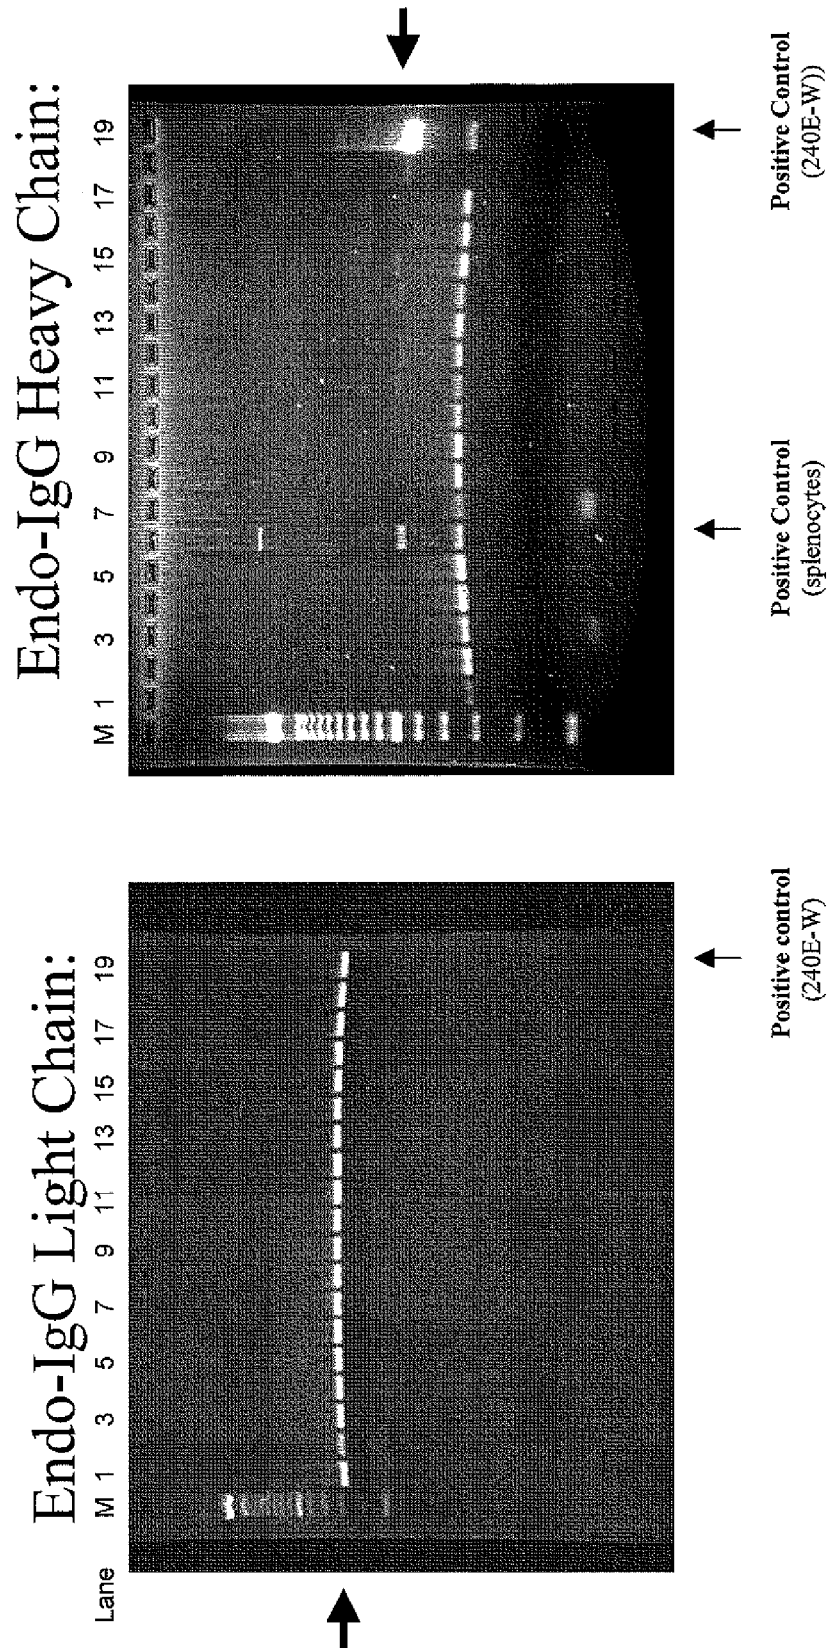 Endo-IgG Light Chain:
Lane M 1 3 5 7 9 11 13 15 17 19
Positive control
(240E-W)
Endo-IgG Heavy Chain:
M 1 3 5 7 9 11 13 15 17 19
Positive Control
(splenocytes)
Positive Control
(240E-W))